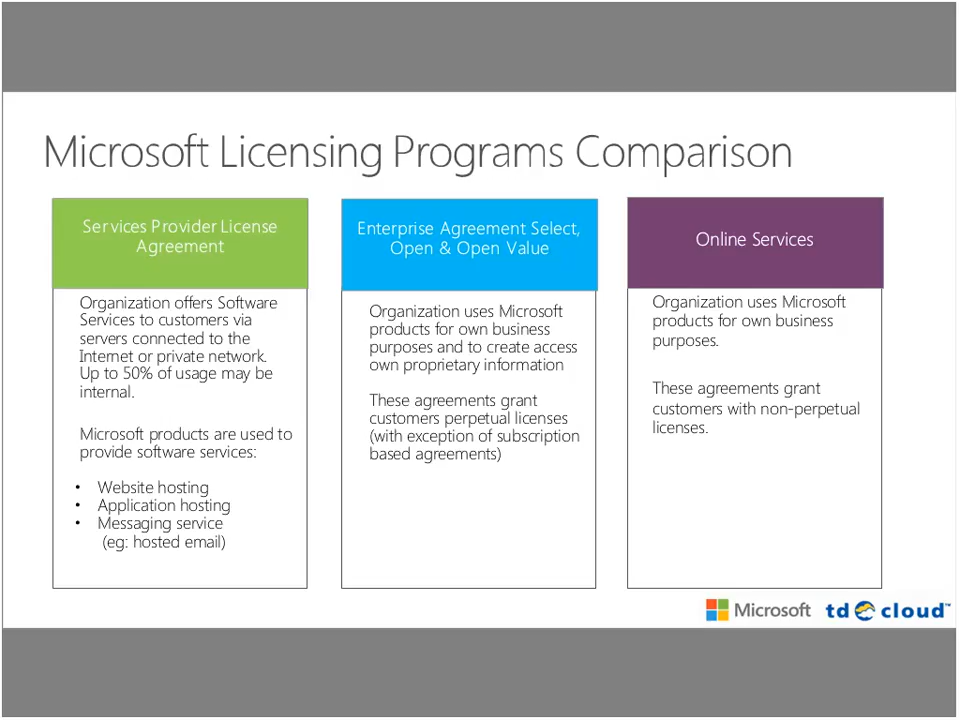 Microsoft Licensing Programs Comparison
Services Provider License
Agreement
Organization offers Software
Services to customers via
servers connected to the
Internet or private network.
Up to 50% of usage may be
internal.
Microsoft products are used to
provide software services:
• Website hosting
• Application hosting
• Messaging service
(eg: hosted email)
Enterprise Agreement Select,
Open & Open Value
Organization uses Microsoft
products for own business
purposes and to create access
own proprietary information
These agreements grant
customers perpetual licenses
(with exception of subscription
based agreements)
Online Services
Organization uses Microsoft
products for own business
purposes.
These agreements grant
customers with non-perpetual
licenses.
Microsoft td cloud™